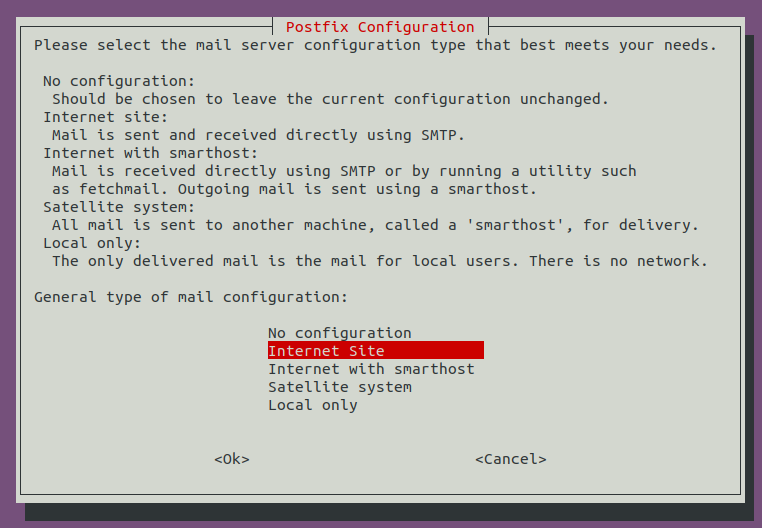 Postfix Configuration
Please select the mail server configuration type that best meets your needs.
No configuration:
Should be chosen to leave the current configuration unchanged.
Internet site:
Mail is sent and received directly using SMTP.
Internet with smarthost:
Mail is received directly using SMTP or by running a utility such
as fetchmail. Outgoing mail is sent using a smarthost.
Satellite system:
All mail is sent to another machine, called a 'smarthost', for delivery.
Local only:
The only delivered mail is the mail for local users. There is no network.
General type of mail configuration:
No configuration
Internet Site
Internet with smarthost
Satellite system
Local only
<Ok> <Cancel>